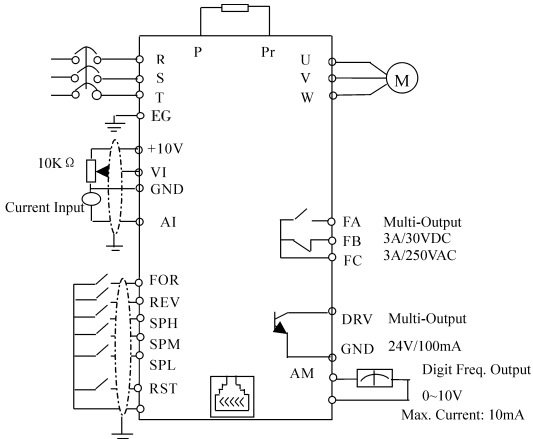 P Pr
R
S
T
EG
U
V
W
M
+10V
10K Ω
VI
GND
Current Input
AI
FA Multi-Output
FB 3A/30VDC
FC 3A/250VAC
FOR
REV
SPH
SPM
SPL
RST
DRV Multi-Output
GND 24V/100mA
AM Digit Freq. Output
0~10V
Max. Current: 10mA